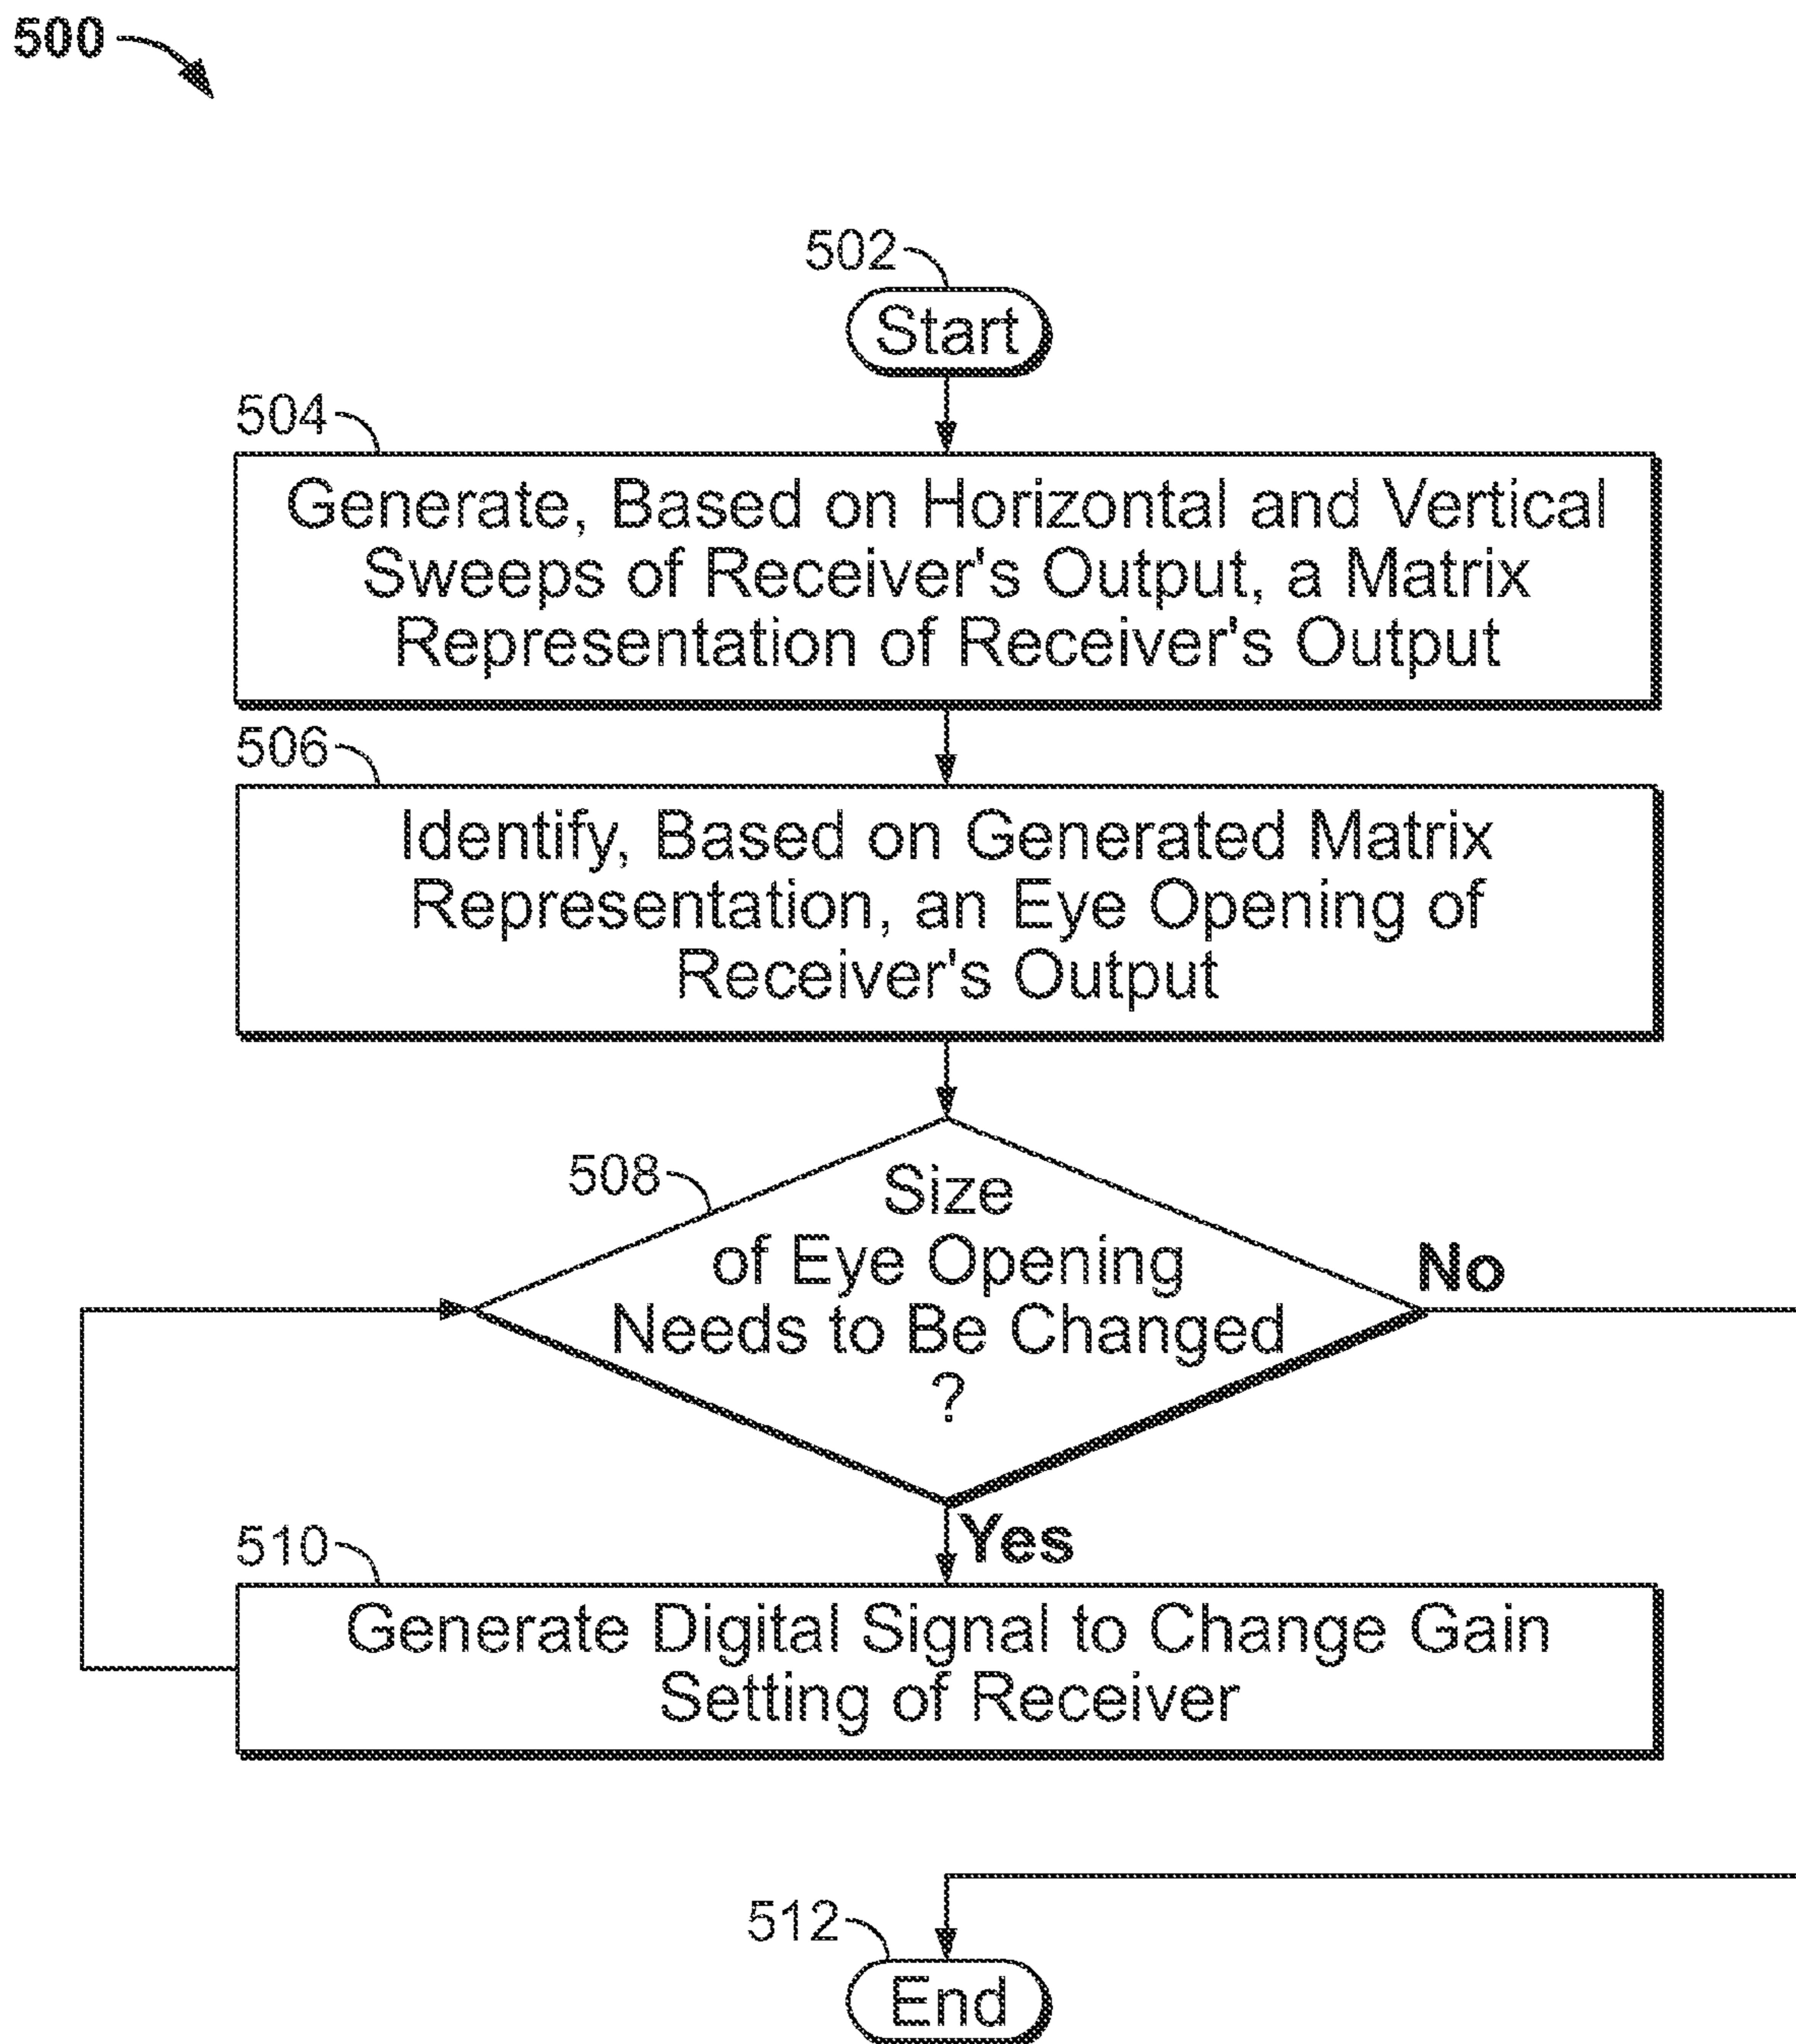 500
502
Start
504
Generate, Based on Horizontal and Vertical
Sweeps of Receiver's Output, a Matrix
Representation of Receiver's Output
506
Identify, Based on Generated Matrix
Representation, an Eye Opening of
Receiver's Output
508
Size
of Eye Opening
Needs to Be Changed
?
No
Yes
510
Generate Digital Signal to Change Gain
Setting of Receiver
512
End